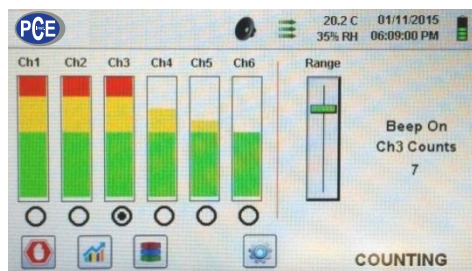 PCE
20.2 C 01/11/2015
35% RH 06:09:00 PM
Ch1 Ch2 Ch3 Ch4 Ch5 Ch6 Range
Beep On
Ch3 Counts
7
COUNTING